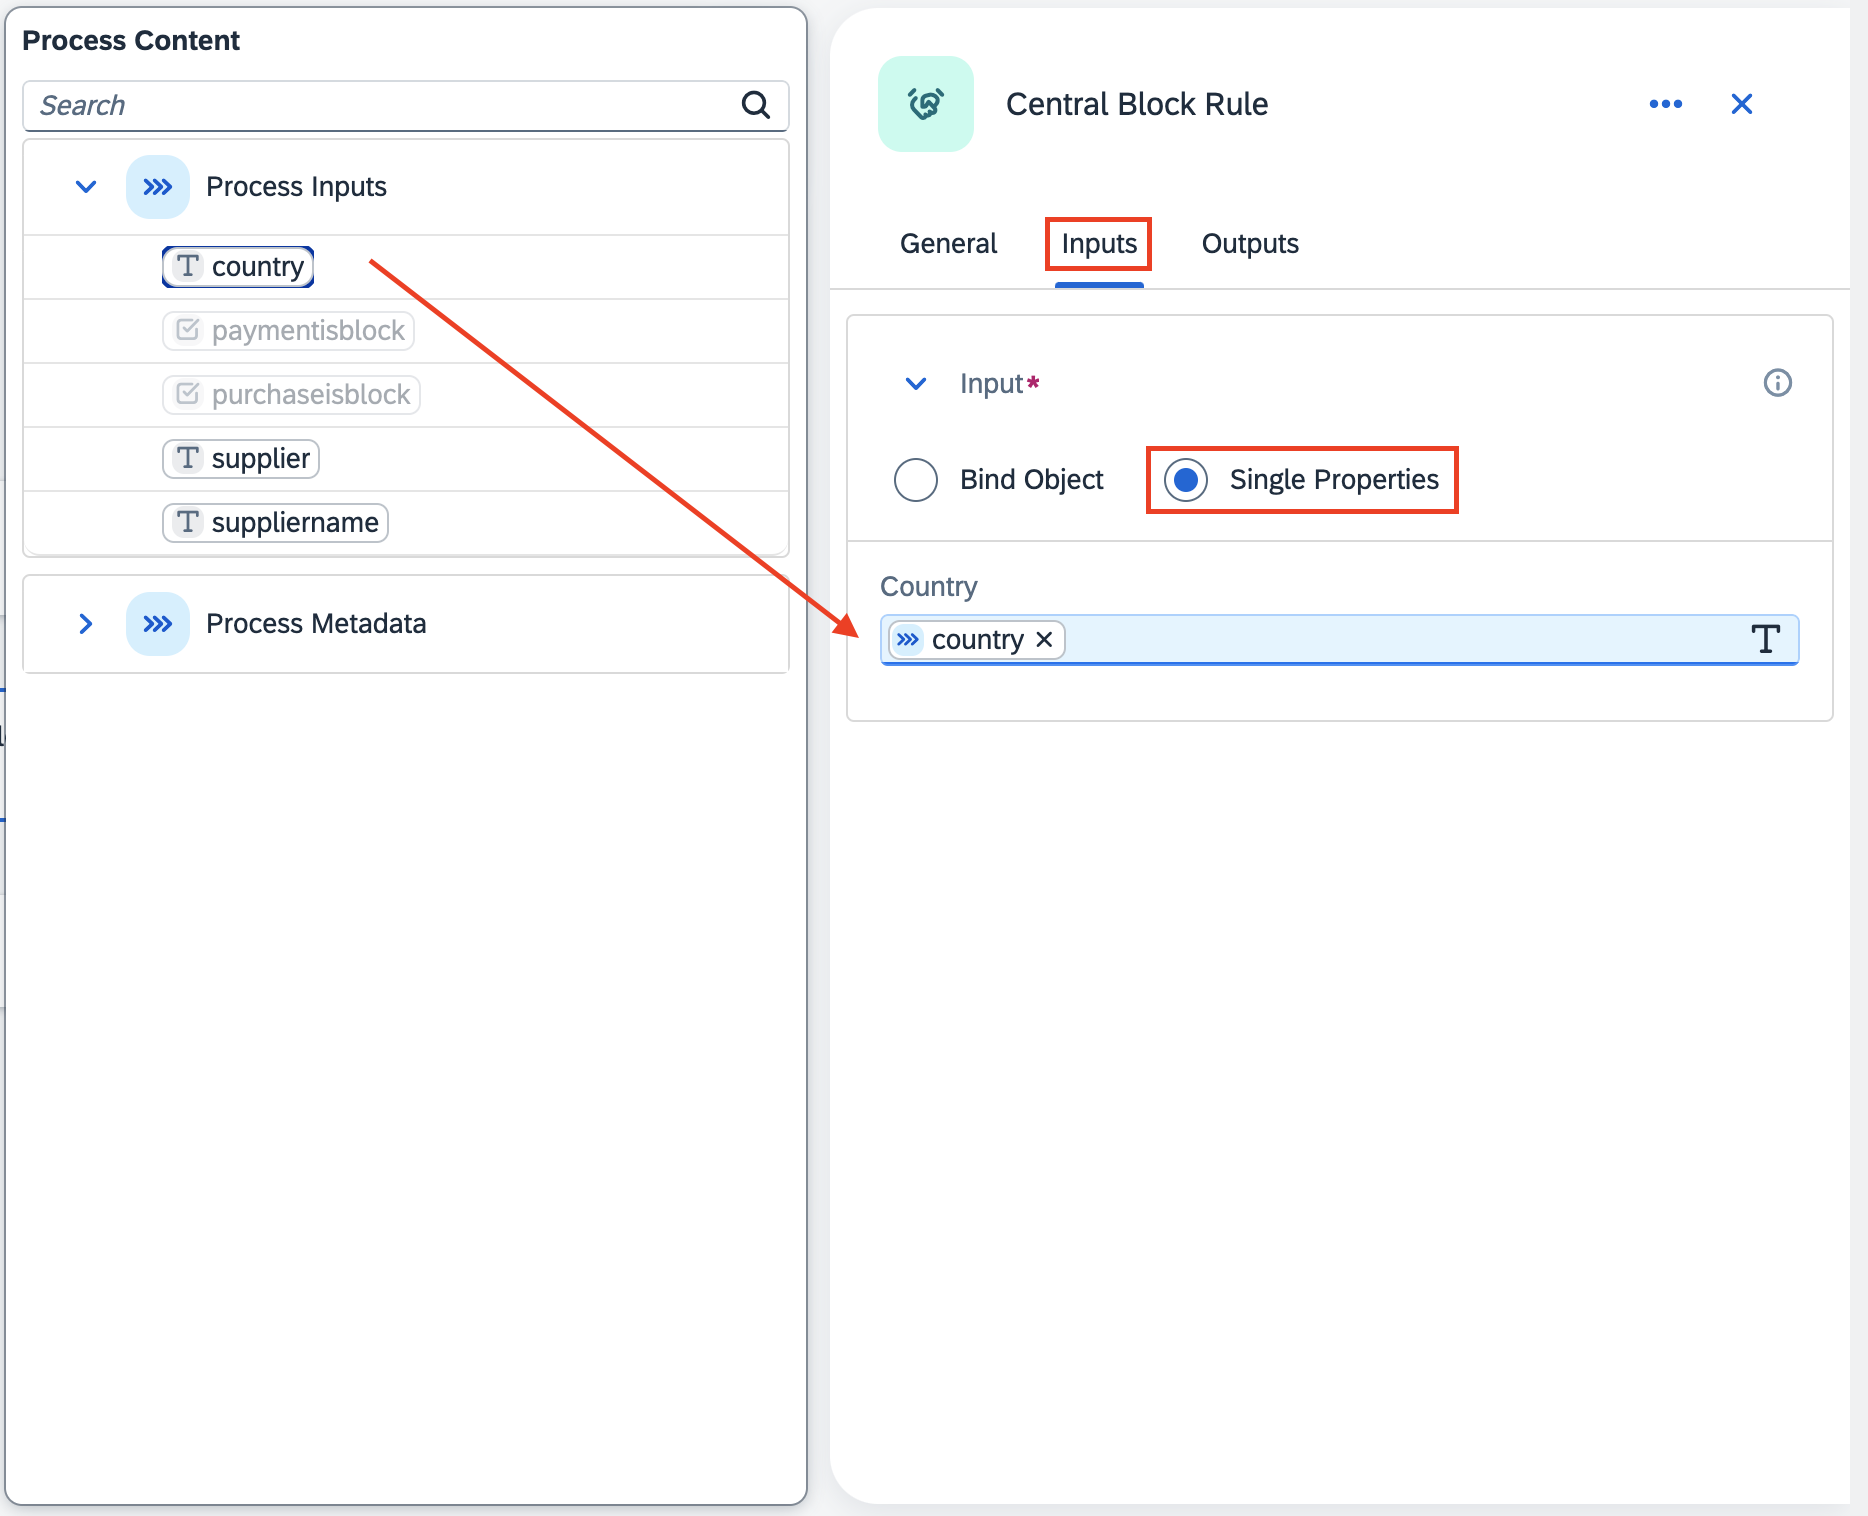 Process Content
Search
Process Inputs
country
paymentisblock
purchaseisblock
supplier
suppliername
Process Metadata
Central Block Rule
General Inputs Outputs
Input*
Bind Object Single Properties
Country
country